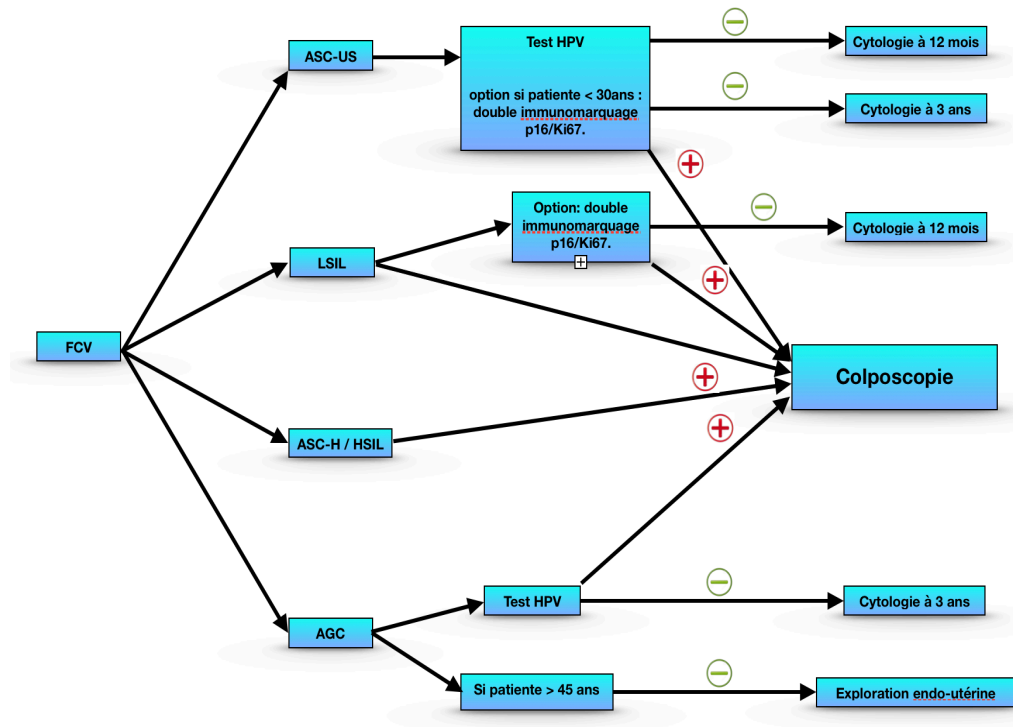 ASC-US
Test HPV
option si patiente < 30ans :
double immunomarquage
p16/Ki67.
Cytologie à 12 mois
Cytologie à 3 ans
LSIL
Option: double
immunomarquage
p16/Ki67.
Cytologie à 12 mois
FCV
Colposcopie
ASC-H / HSIL
AGC
Test HPV
Cytologie à 3 ans
Si patiente > 45 ans
Exploration endo-utérine